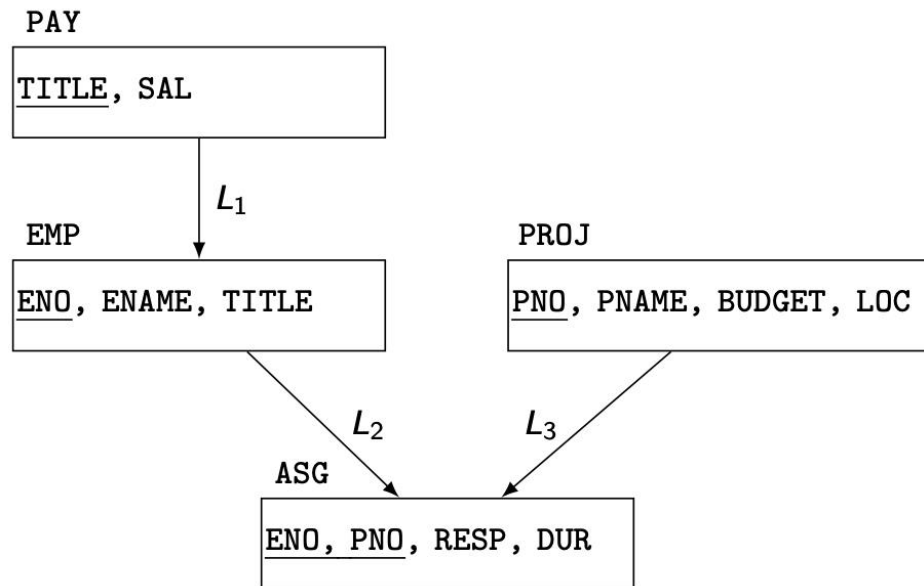 PAY
TITLE, SAL
L1
EMP
PROJ
ENO, ENAME, TITLE
PNO, PNAME, BUDGET, LOC
L2
L3
ASG
ENO, PNO, RESP, DUR